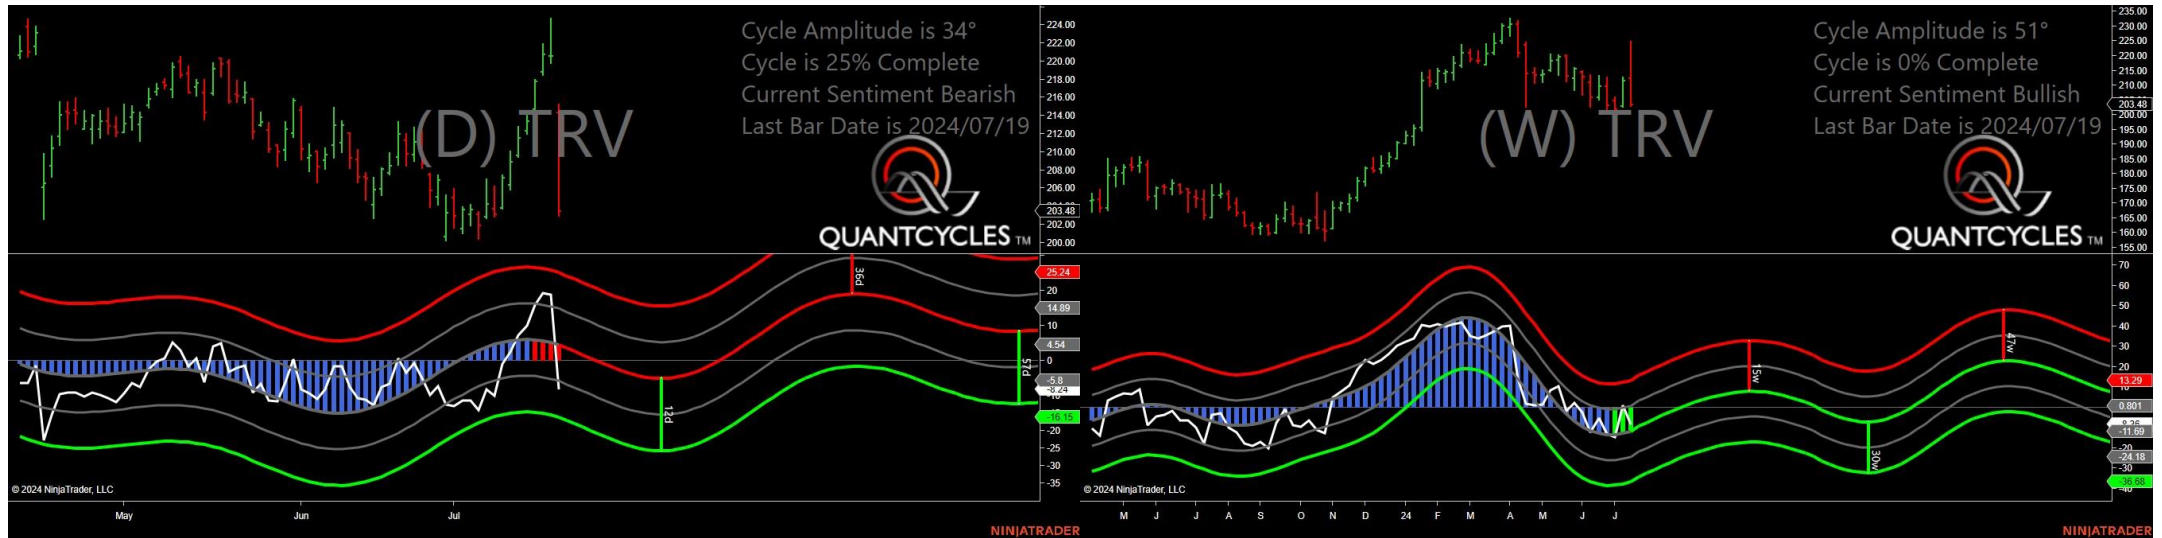 Cycle Amplitude is 34°
Cycle is 25% Complete
Current Sentiment Bearish
Last Bar Date is 2024/07/19
(D) TRV
QUANTCYCLES TM
224.00
222.00
220.00
218.00
216.00
214.00
212.00
210.00
208.00
206.00
203.48
202.00
200.00
36d
12d
57d
25.24
20
14.89
10
4.54
0
-5.8
-8.24
-16.15
-20
-25
-30
-35
© 2024 NinjaTrader, LLC
May
Jun
Jul
NINJATRADER
Cycle Amplitude is 51°
Cycle is 0% Complete
Current Sentiment Bullish
Last Bar Date is 2024/07/19
(W) TRV
QUANTCYCLES TM
235.00
230.00
225.00
220.00
215.00
210.00
203.48
200.00
195.00
190.00
185.00
180.00
175.00
170.00
165.00
160.00
155.00
15w
30w
47w
70
60
50
40
30
20
13.29
0.801
-11.69
-20
-24.18
-30
-36.68
© 2024 NinjaTrader, LLC
M J J A S O N D 24 F M A M J J
NINJATRADER